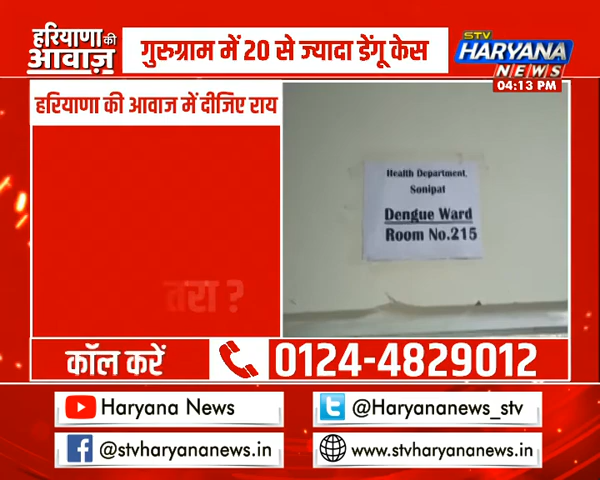 हरियाणा की
आवाज़
गुरुग्राम में 20 से ज्यादा डेंगू केस
STV
HARYANA
NEWS
04:13 PM
हरियाणा की आवाज में दीजिए राय
Health Department,
Sonipat
Dengue Ward
Room No.215
कॉल करें
0124-4829012
Haryana News
@Haryananews_stv
@stvharyananews.in
www.stvharyananews.in